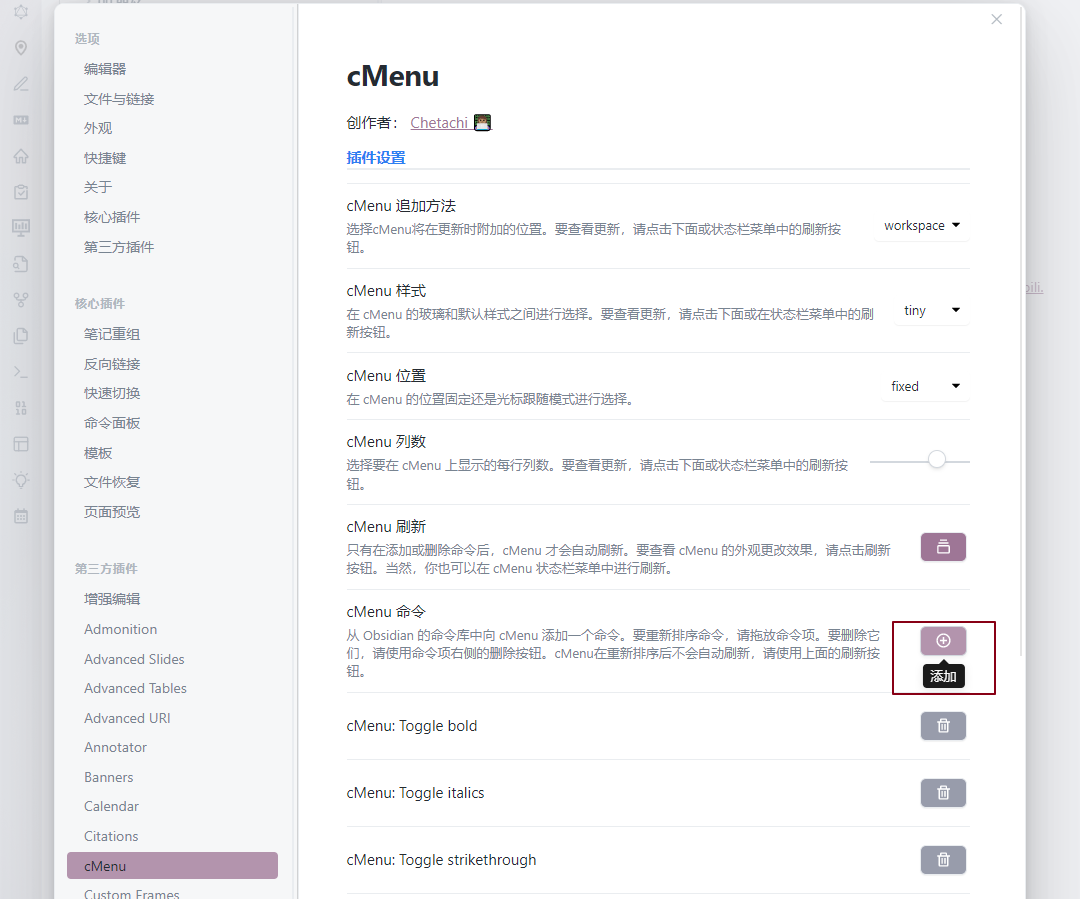 选项
编辑器
文件与链接
外观
快捷键
关于
核心插件
第三方插件
核心插件
笔记重组
反向链接
快速切换
命令面板
模板
文件恢复
页面预览
第三方插件
增强编辑
Admonition
Advanced Slides
Advanced Tables
Advanced URI
Annotator
Banners
Calendar
Citations
cMenu
Custom Frames
cMenu
创作者： Chetachi
插件设置
cMenu 追加方法
选择cMenu将在更新时附加的位置。要查看更新，请点击下面或状态栏菜单中的刷新按
钮。
workspace
cMenu 样式
在 cMenu 的玻璃和默认样式之间进行选择。要查看更新，请点击下面或在状态栏菜单中的刷
新按钮。
tiny
cMenu 位置
在 cMenu 的位置固定还是光标跟随模式进行选择。
fixed
cMenu 列数
选择要在 cMenu 上显示的每行列数。要查看更新，请点击下面或状态栏菜单中的刷新按
钮。
cMenu 刷新
只有在添加或删除命令后，cMenu 才会自动刷新。要查看 cMenu 的外观更改效果，请点击刷新
按钮。当然，你也可以在 cMenu 状态栏菜单中进行刷新。
cMenu 命令
从 Obsidian 的命令库中向 cMenu 添加一个命令。要重新排序命令，请拖放命令项。要删除它
们，请使用命令项右侧的删除按钮。cMenu在重新排序后不会自动刷新，请使用上面的刷新按
钮。
添加
cMenu: Toggle bold
cMenu: Toggle italics
cMenu: Toggle strikethrough